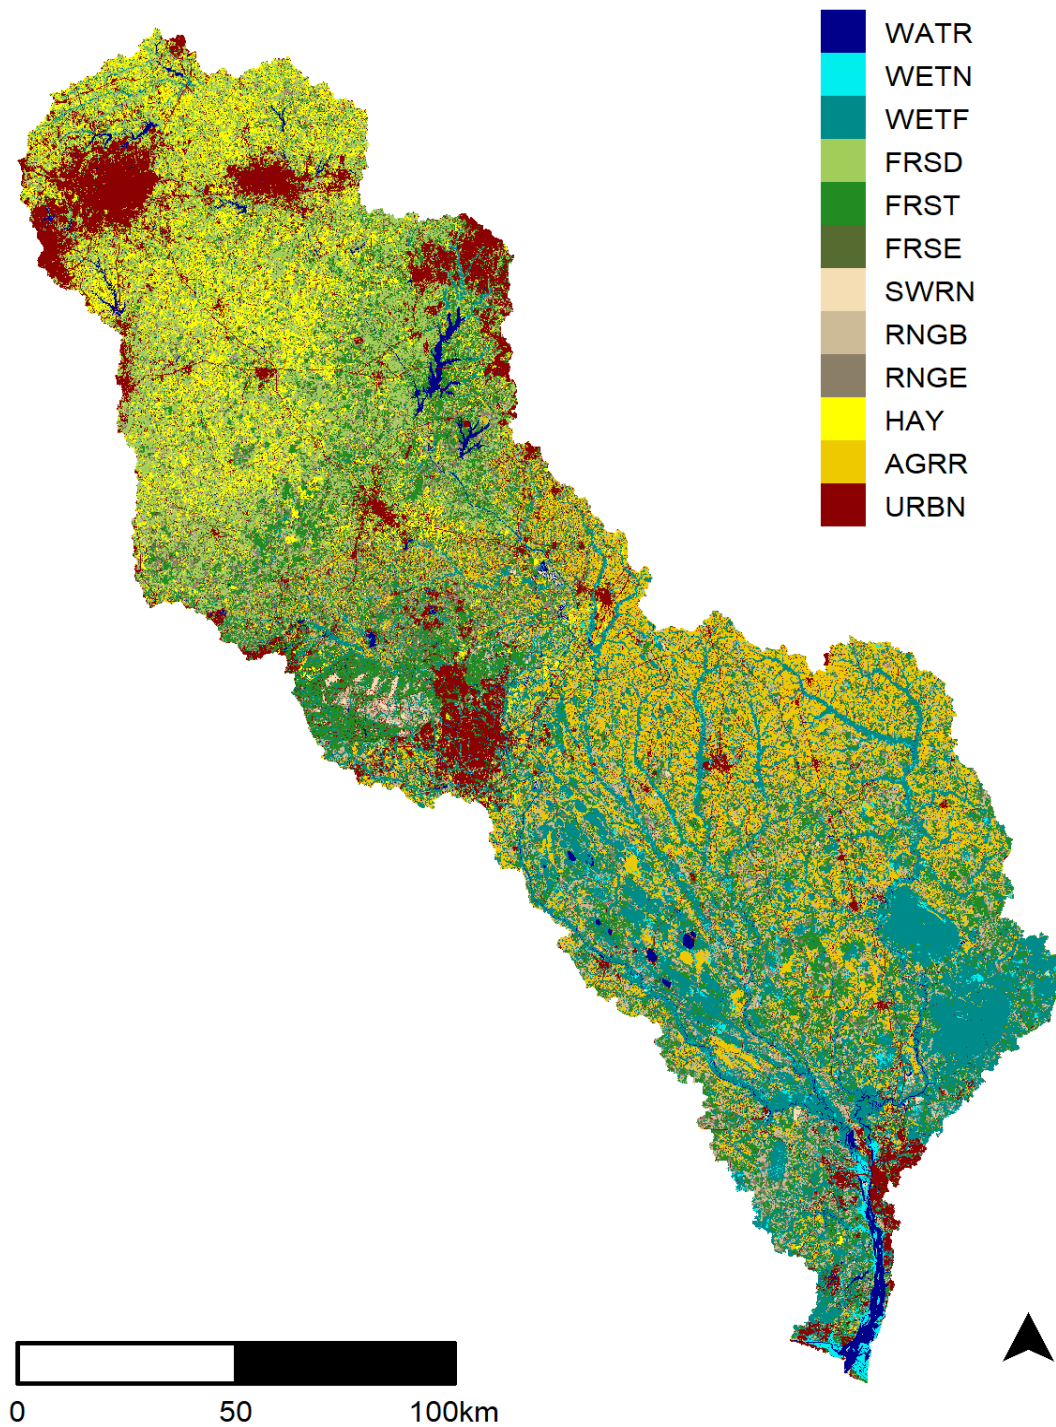 WATR
WETN
WETF
FRSD
FRST
FRSE
SWRN
RNGB
RNGE
HAY
AGRR
URBN
0 50 100km